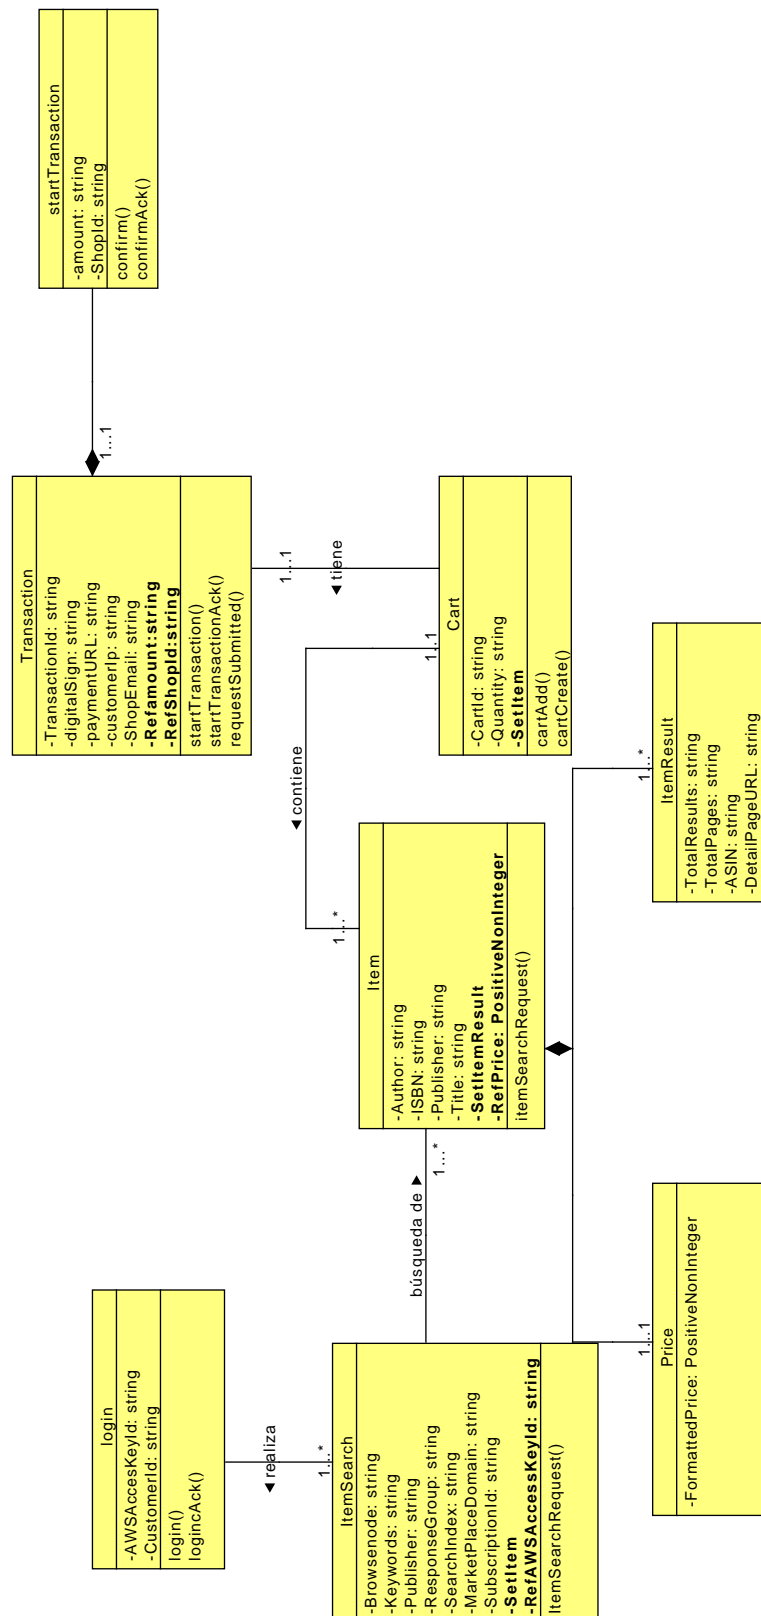 login
-AWSAccesKeyId: string
-CustomerId: string
login()
logincAck()
◄ realiza
1...*
ItemSearch
-Browsenode: string
-Keywords: string
-Publisher: string
-ResponseGroup: string
-SearchIndex: string
-MarketPlaceDomain: string
-SubscriptionId: string
-SetItem
-RefAWSAccessKeyId: string
ItemSearchRequest()
búsqueda de ►
1...*
Item
-Author: string
-ISBN: string
-Publisher: string
-Title: string
-SetItemResult
-RefPrice: PositiveNonInteger
itemSearchRequest()
1...*
◄ contiene
1...1
Price
-FormattedPrice: PositiveNonInteger
1...1
ItemResult
-TotalResults: string
-TotalPages: string
-ASIN: string
-DetailPageURL: string
1...*
Cart
-CartId: string
-Quantity: string
-SetItem
cartAdd()
cartCreate()
◄ tiene
1...1
Transaction
-TransactionId: string
-digitalSign: string
-paymentURL: string
-customerIp: string
-ShopEmail: string
-Refamount:string
-RefShopId:string
startTransaction()
startTransactionAck()
requestSubmitted()
1...1
startTransaction
-amount: string
-ShopId: string
confirm()
confirmAck()